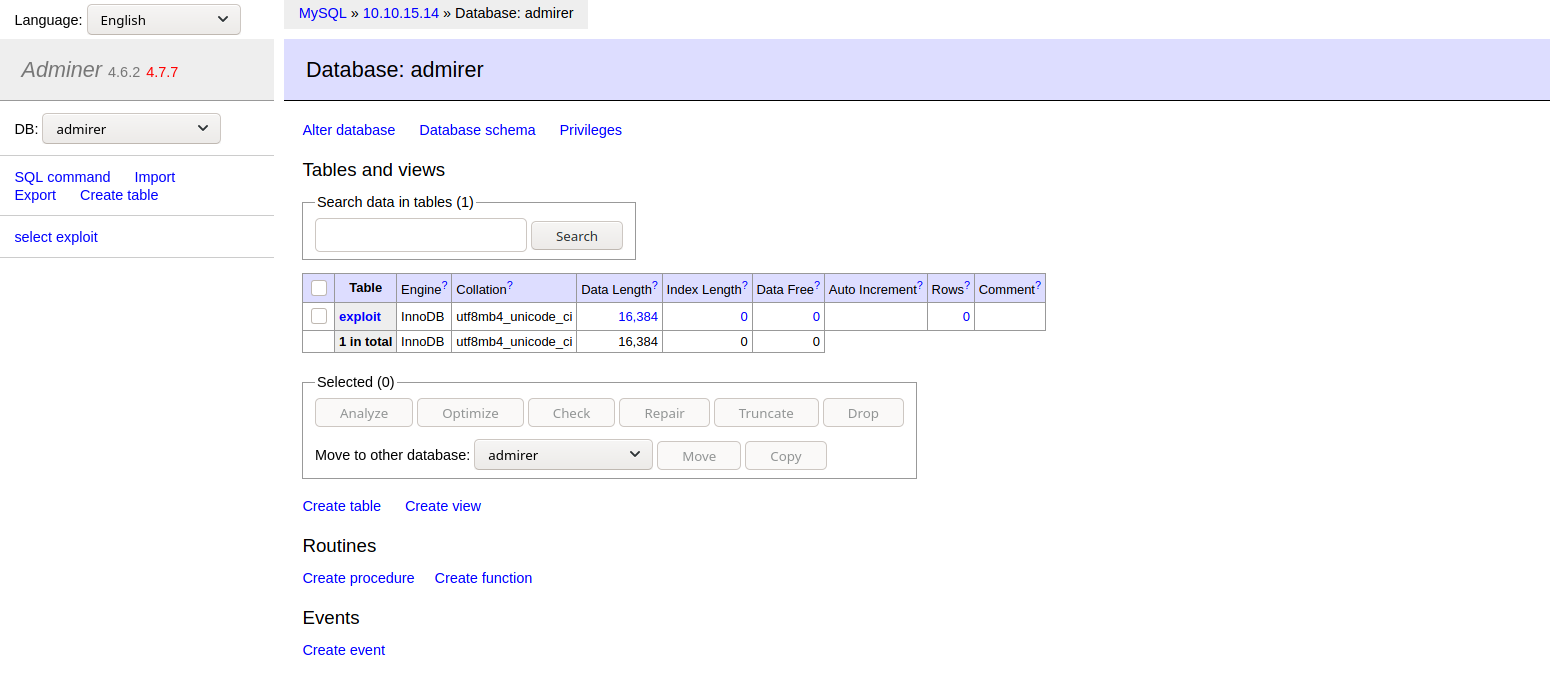 Language: English
MySQL » 10.10.15.14 » Database: admirer
Adminer 4.6.2 4.7.7
Database: admirer
DB: admirer
SQL command Import
Export Create table
select exploit
Alter database Database schema Privileges
Tables and views
Search data in tables (1)
Search
Table Engine? Collation? Data Length? Index Length? Data Free? Auto Increment? Rows? Comment?
exploit InnoDB utf8mb4_unicode_ci 16,384 0 0 0
1 in total InnoDB utf8mb4_unicode_ci 16,384 0 0
Selected (0)
Analyze Optimize Check Repair Truncate Drop
Move to other database: admirer Move Copy
Create table Create view
Routines
Create procedure Create function
Events
Create event